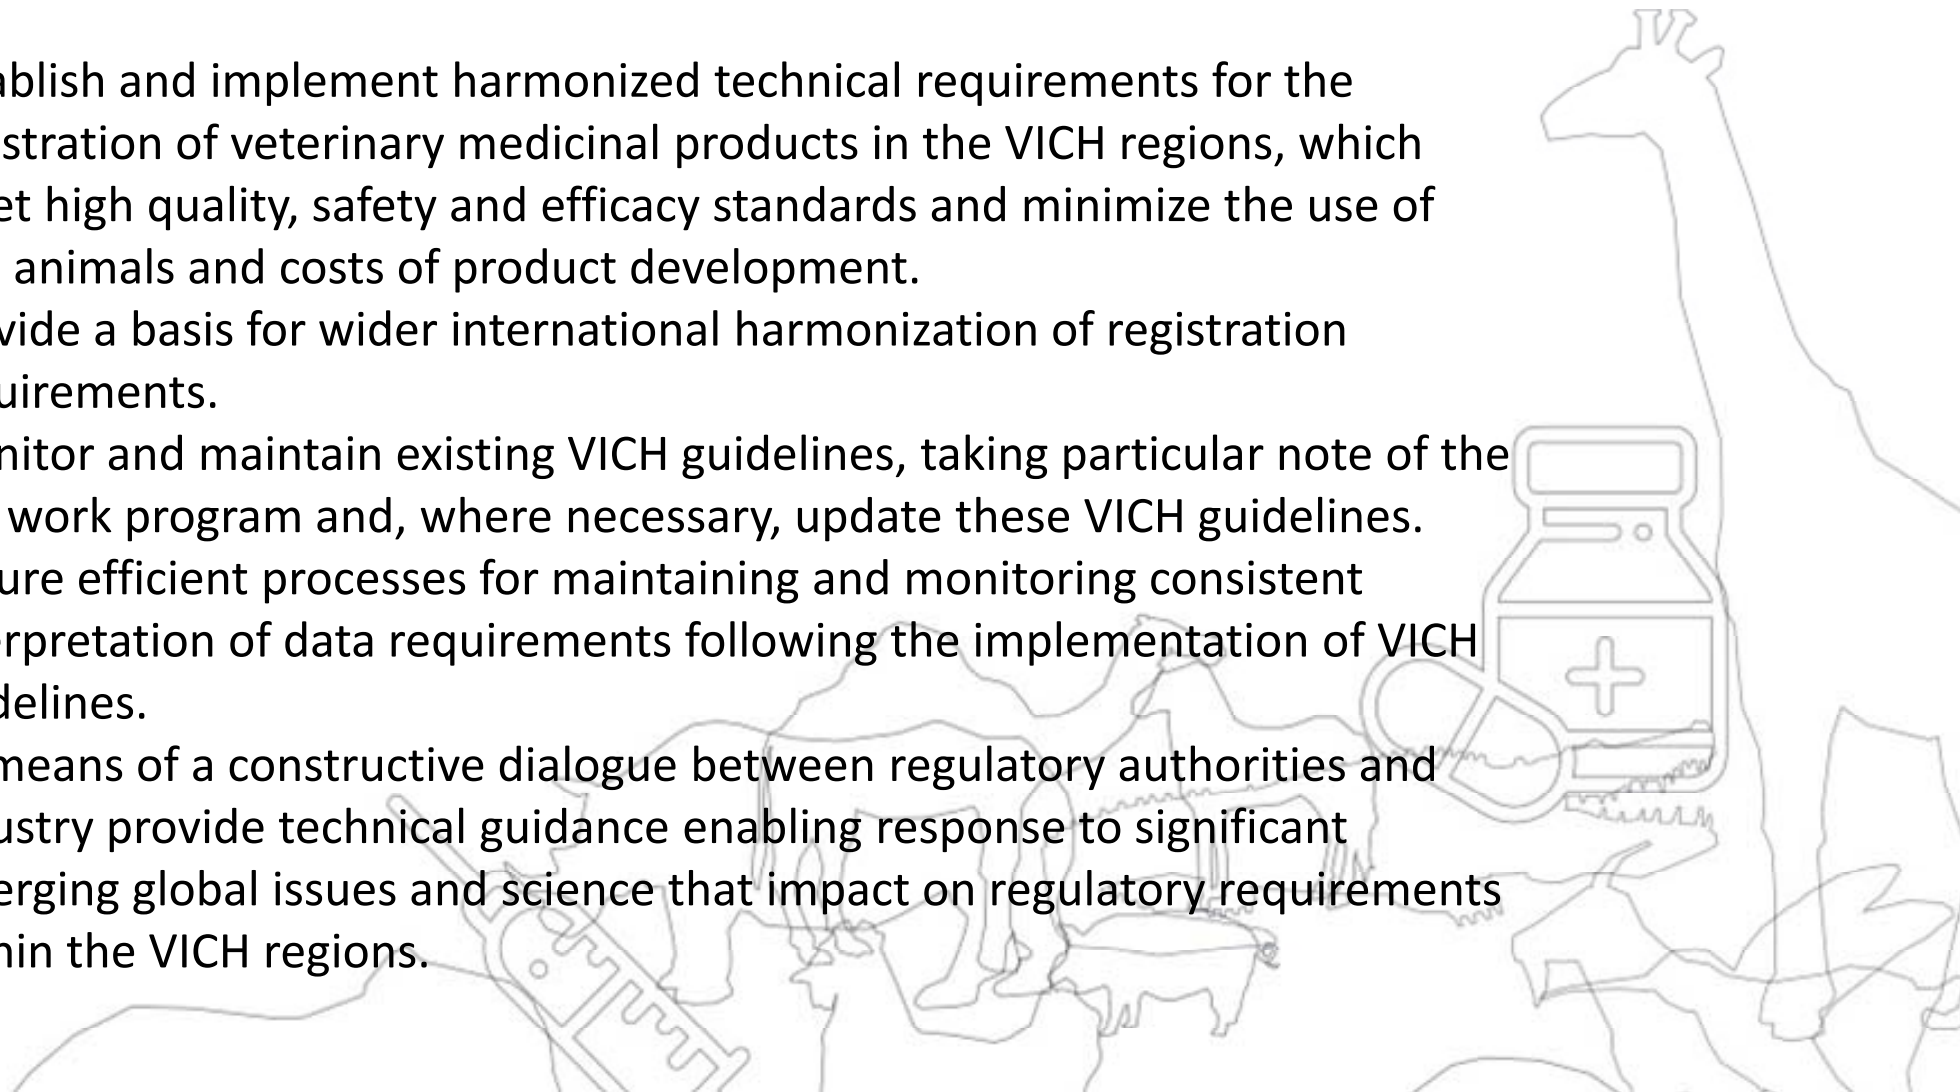 ablish and implement harmonized technical requirements for the
stration of veterinary medicinal products in the VICH regions, which
et high quality, safety and efficacy standards and minimize the use of
animals and costs of product development.
vide a basis for wider international harmonization of registration
uirements.
nitor and maintain existing VICH guidelines, taking particular note of the
work program and, where necessary, update these VICH guidelines.
ure efficient processes for maintaining and monitoring consistent
erpretation of data requirements following the implementation of VICH
delines.
means of a constructive dialogue between regulatory authorities and
ustry provide technical guidance enabling response to significant
erging global issues and science that impact on regulatory requirements
hin the VICH regions.